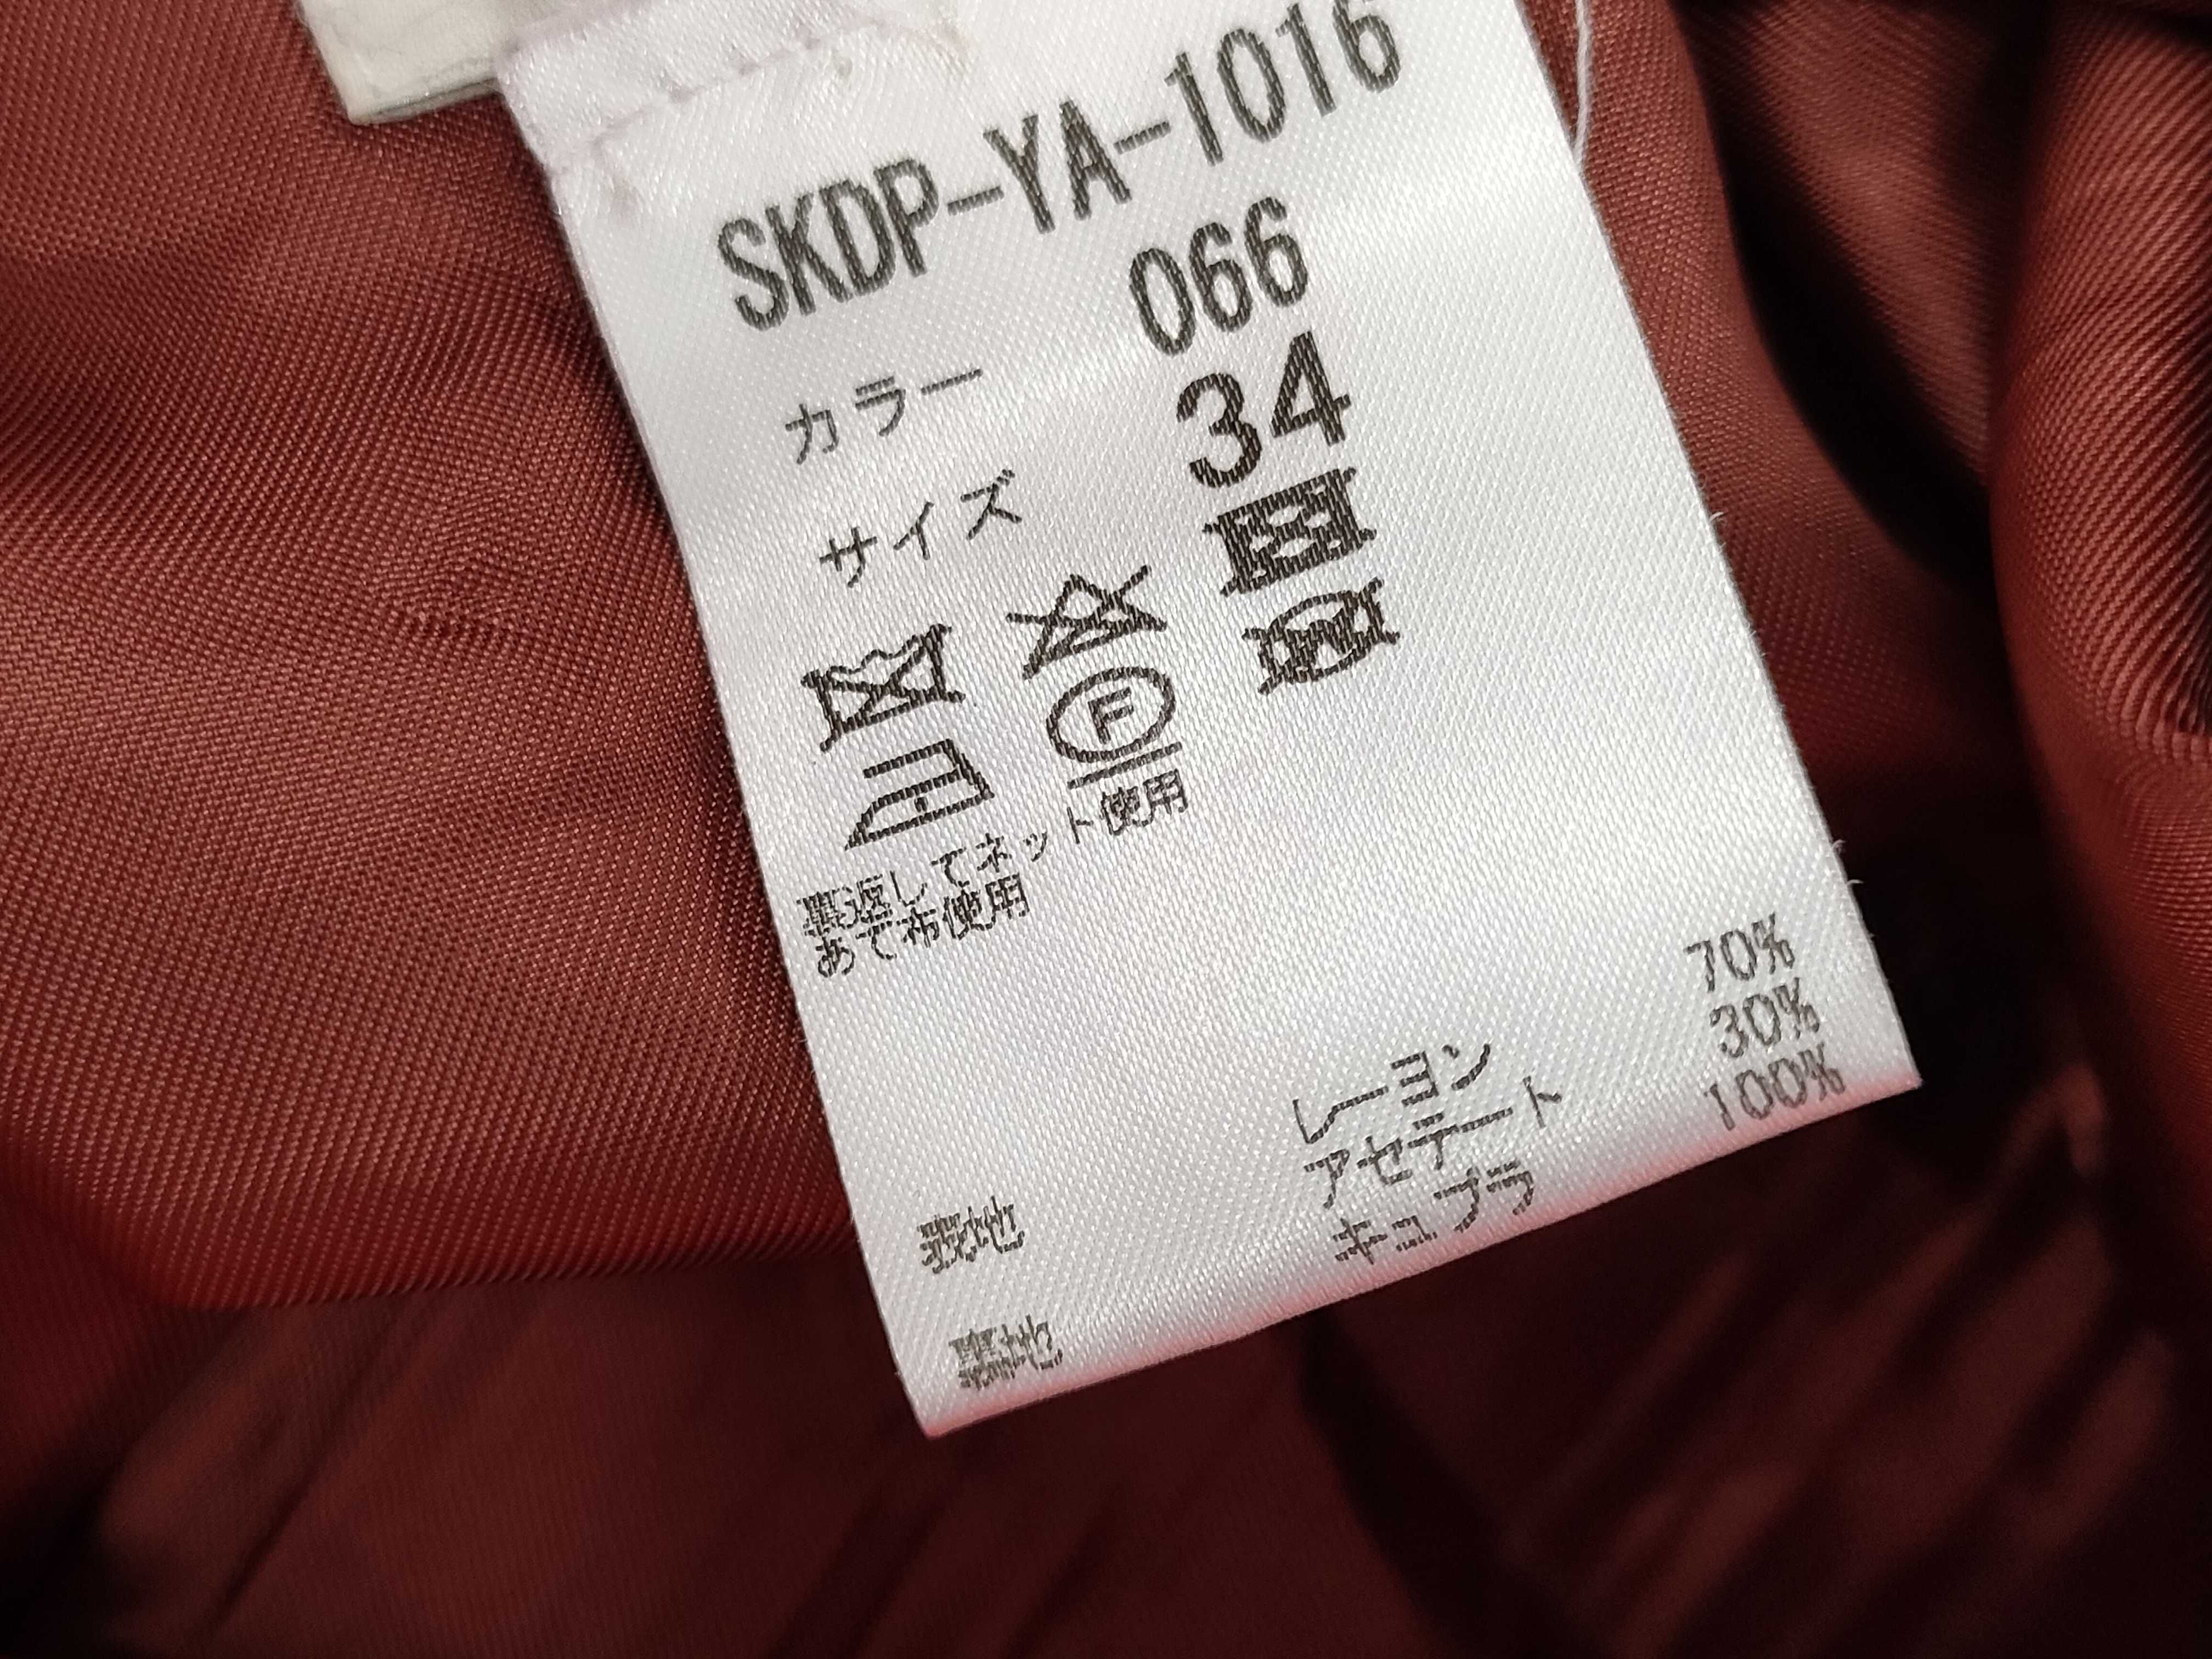 SKDP-YA-1016
カラー 066
サイズ 34
F
W
裏返してネット使用
あて布使用
表地 レーヨン 70%
アセテート 30%
裏地 キュプラ 100%